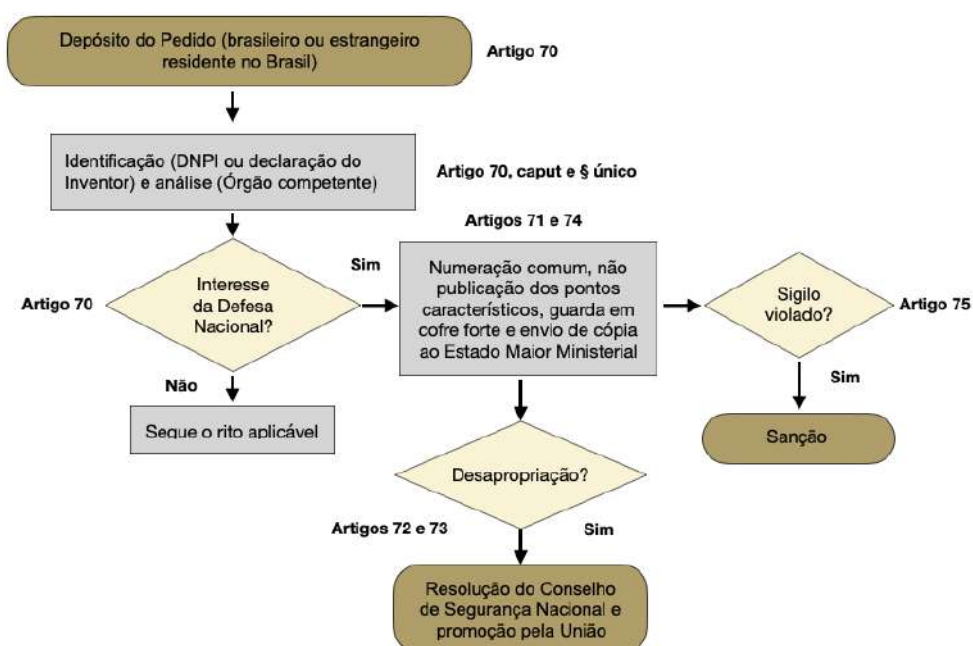 Depósito do Pedido (brasileiro ou estrangeiro
residente no Brasil)
Artigo 70
Identificação (DNPI ou declaração do
Inventor) e análise (Órgão competente)
Artigo 70, caput e § único
Artigos 71 e 74
Artigo 70
Interesse
da Defesa
Nacional?
Sim
Numeração comum, não
publicação dos pontos
característicos, guarda em
cofre forte e envio de cópia
ao Estado Maior Ministerial
Sigilo
violado?
Artigo 75
Não
Segue o rito aplicável
Sim
Sanção
Desapropriação?
Artigos 72 e 73
Sim
Resolução do Conselho
de Segurança Nacional e
promoção pela União